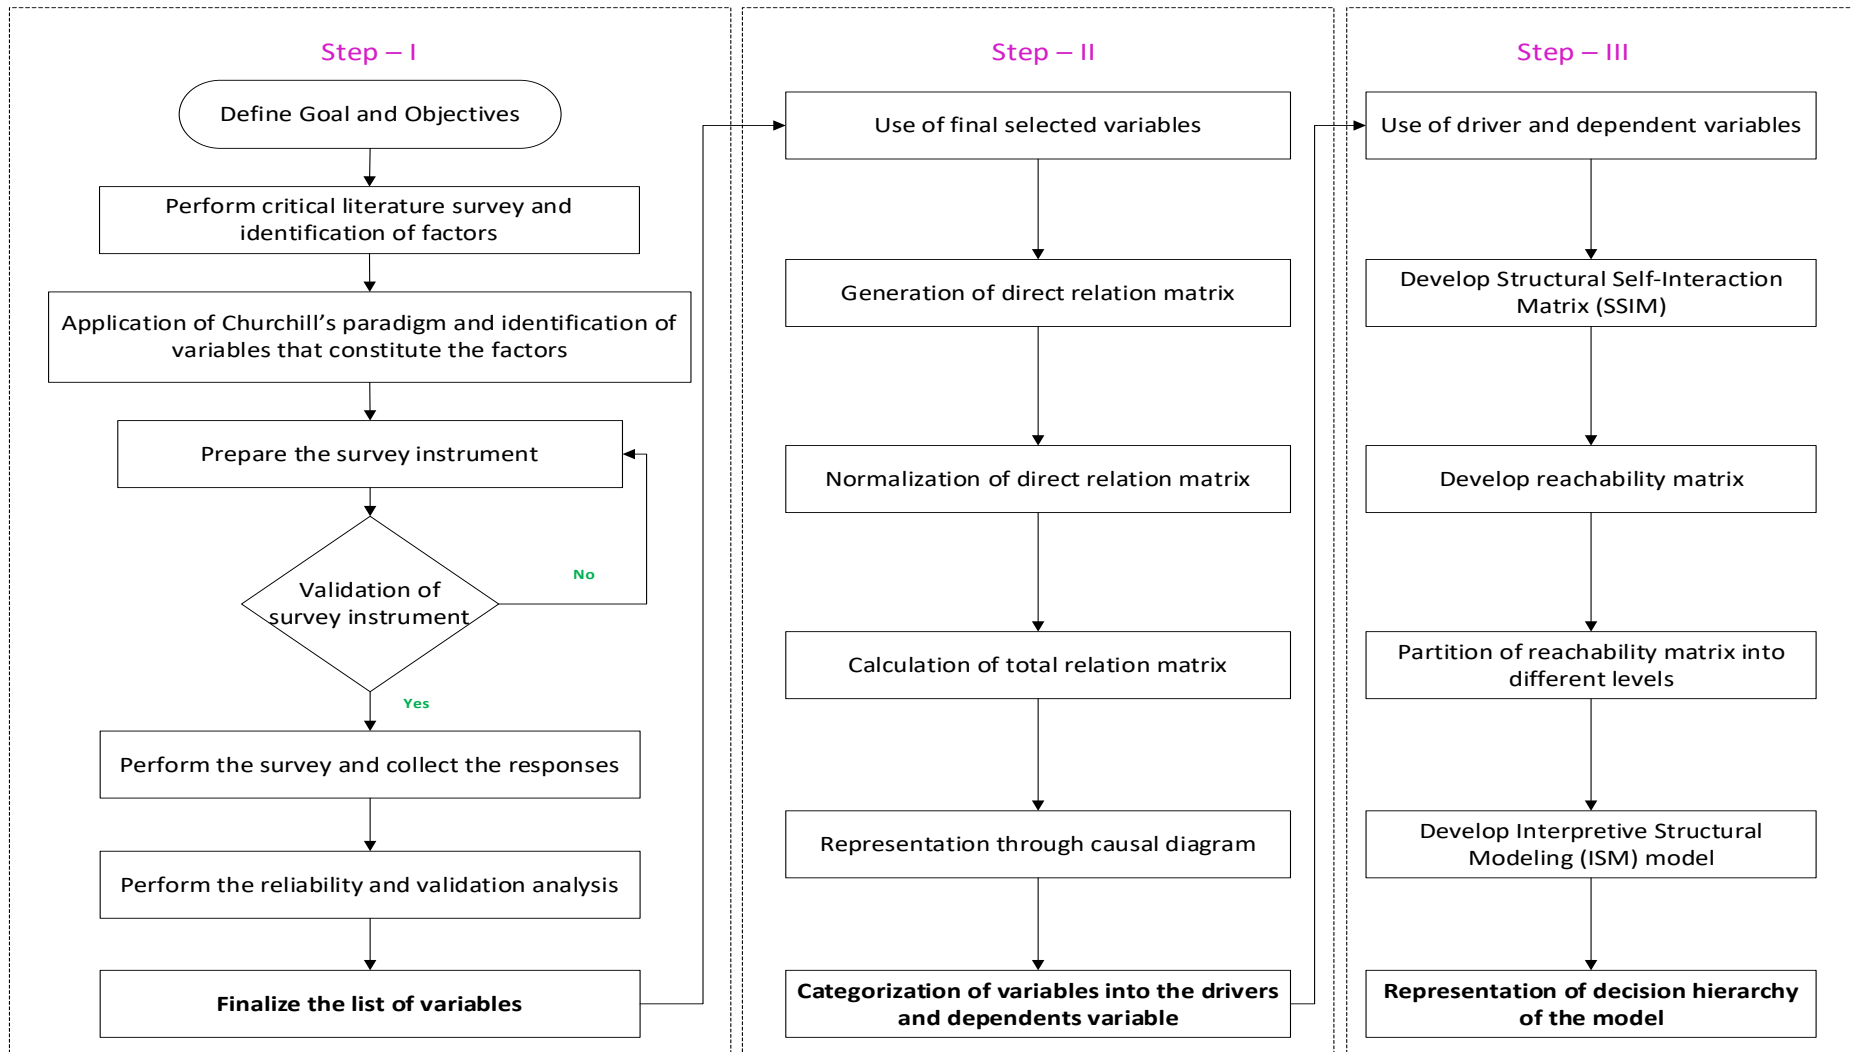 Step – I
Define Goal and Objectives
Perform critical literature survey and
identification of factors
Application of Churchill’s paradigm and identification of
variables that constitute the factors
Prepare the survey instrument
Validation of
survey instrument
No
Yes
Perform the survey and collect the responses
Perform the reliability and validation analysis
Finalize the list of variables
Step – II
Use of final selected variables
Generation of direct relation matrix
Normalization of direct relation matrix
Calculation of total relation matrix
Representation through causal diagram
Categorization of variables into the drivers
and dependents variable
Step – III
Use of driver and dependent variables
Develop Structural Self-Interaction
Matrix (SSIM)
Develop reachability matrix
Partition of reachability matrix into
different levels
Develop Interpretive Structural
Modeling (ISM) model
Representation of decision hierarchy
of the model